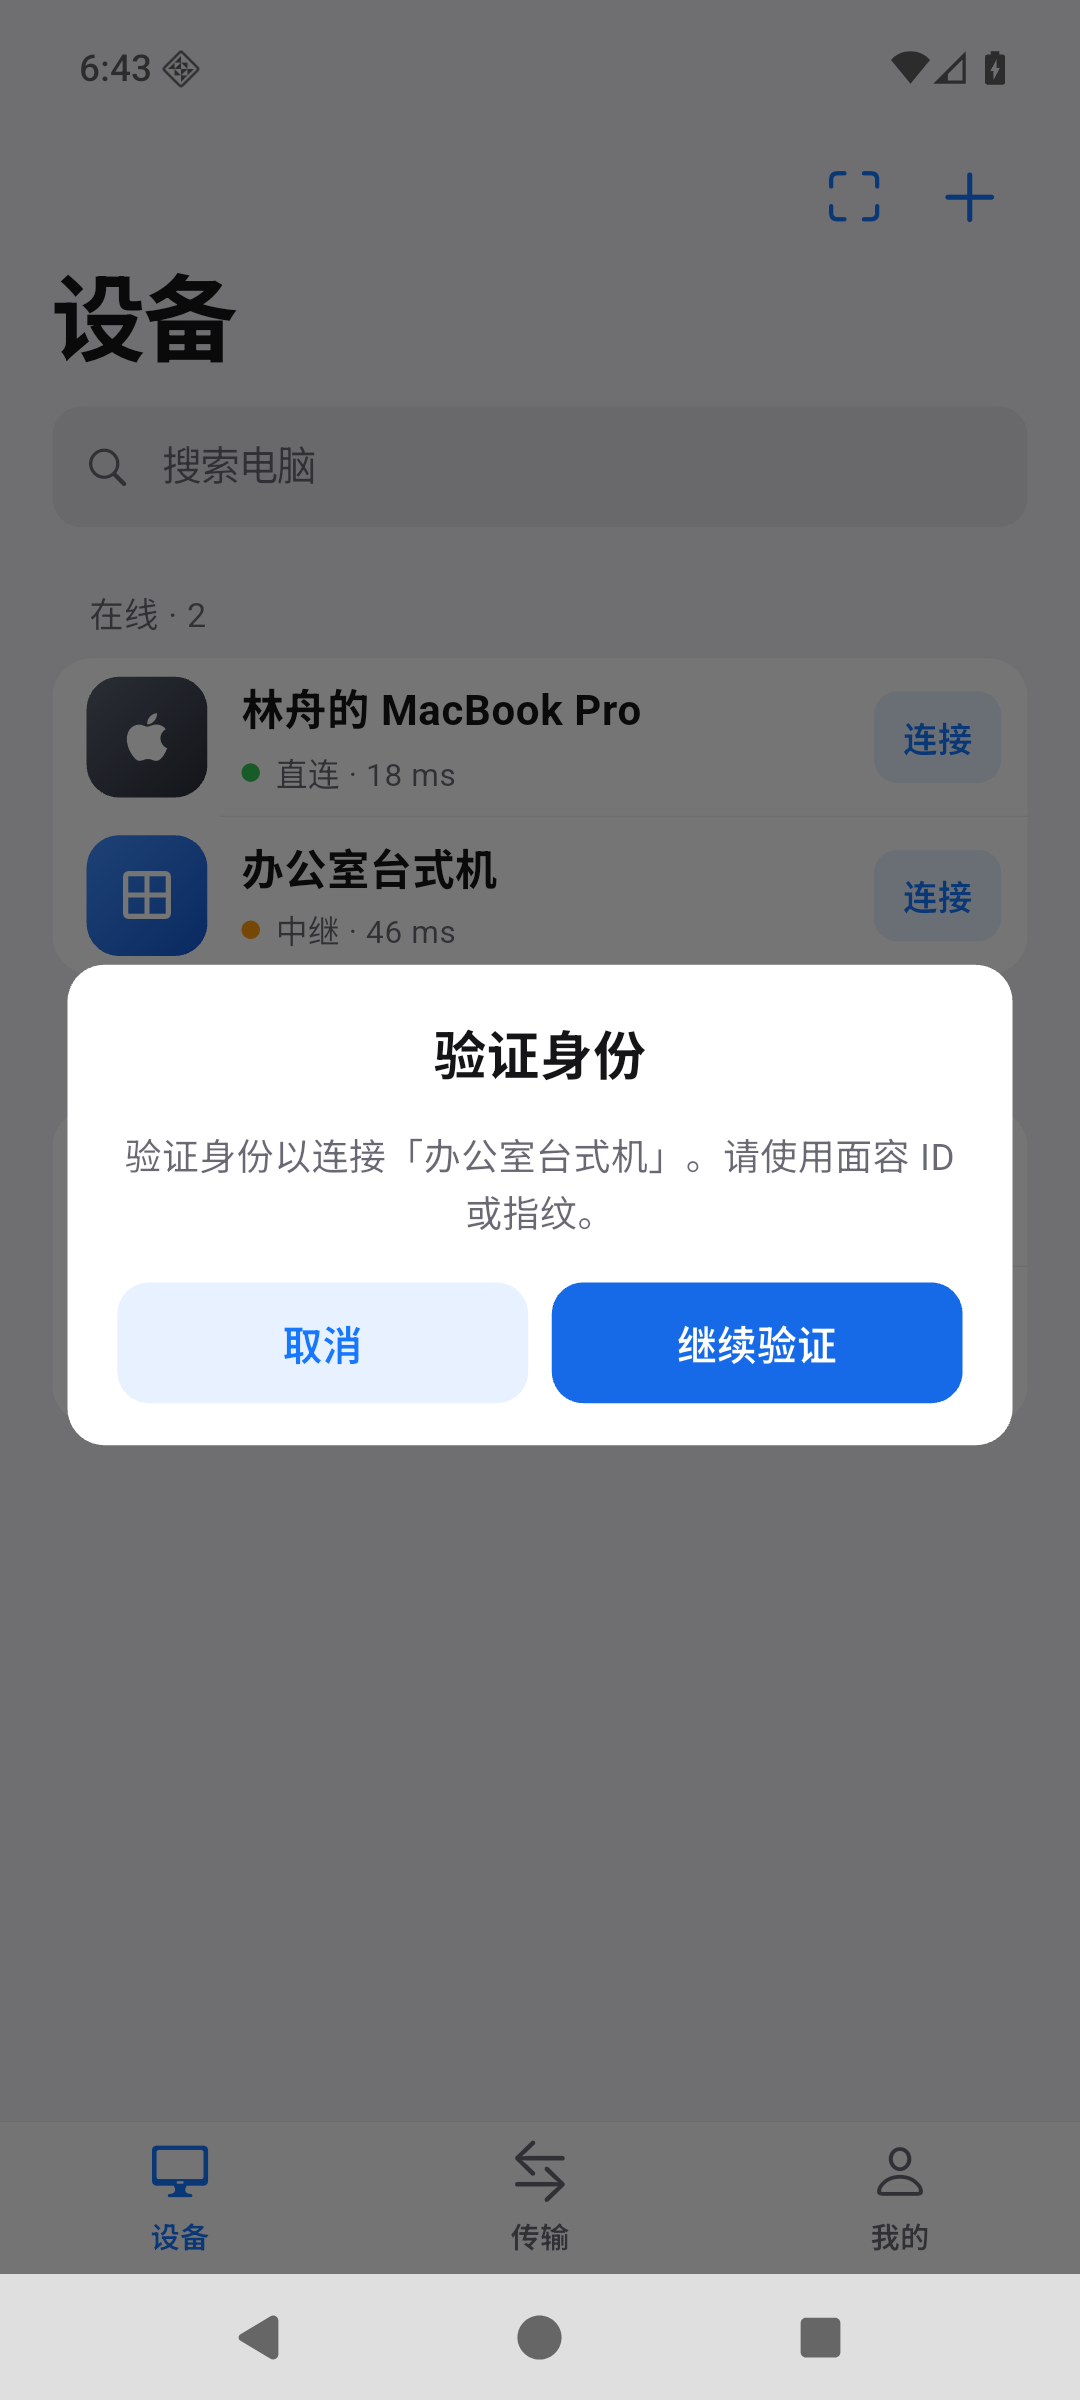 6:43
设备
搜索电脑
在线 · 2
林舟的 MacBook Pro
直连 · 18 ms
连接
办公室台式机
中继 · 46 ms
连接
验证身份
验证身份以连接「办公室台式机」。请使用面容 ID
或指纹。
取消
继续验证
设备
传输
我的